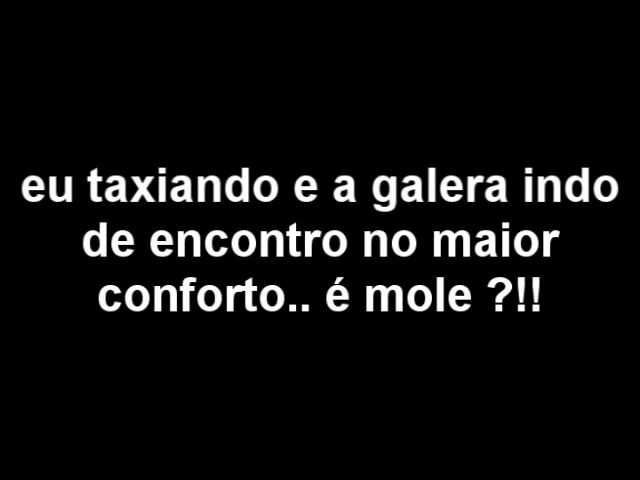 eu taxiando e a galera indo
de encontro no maior
conforto.. é mole ?!!